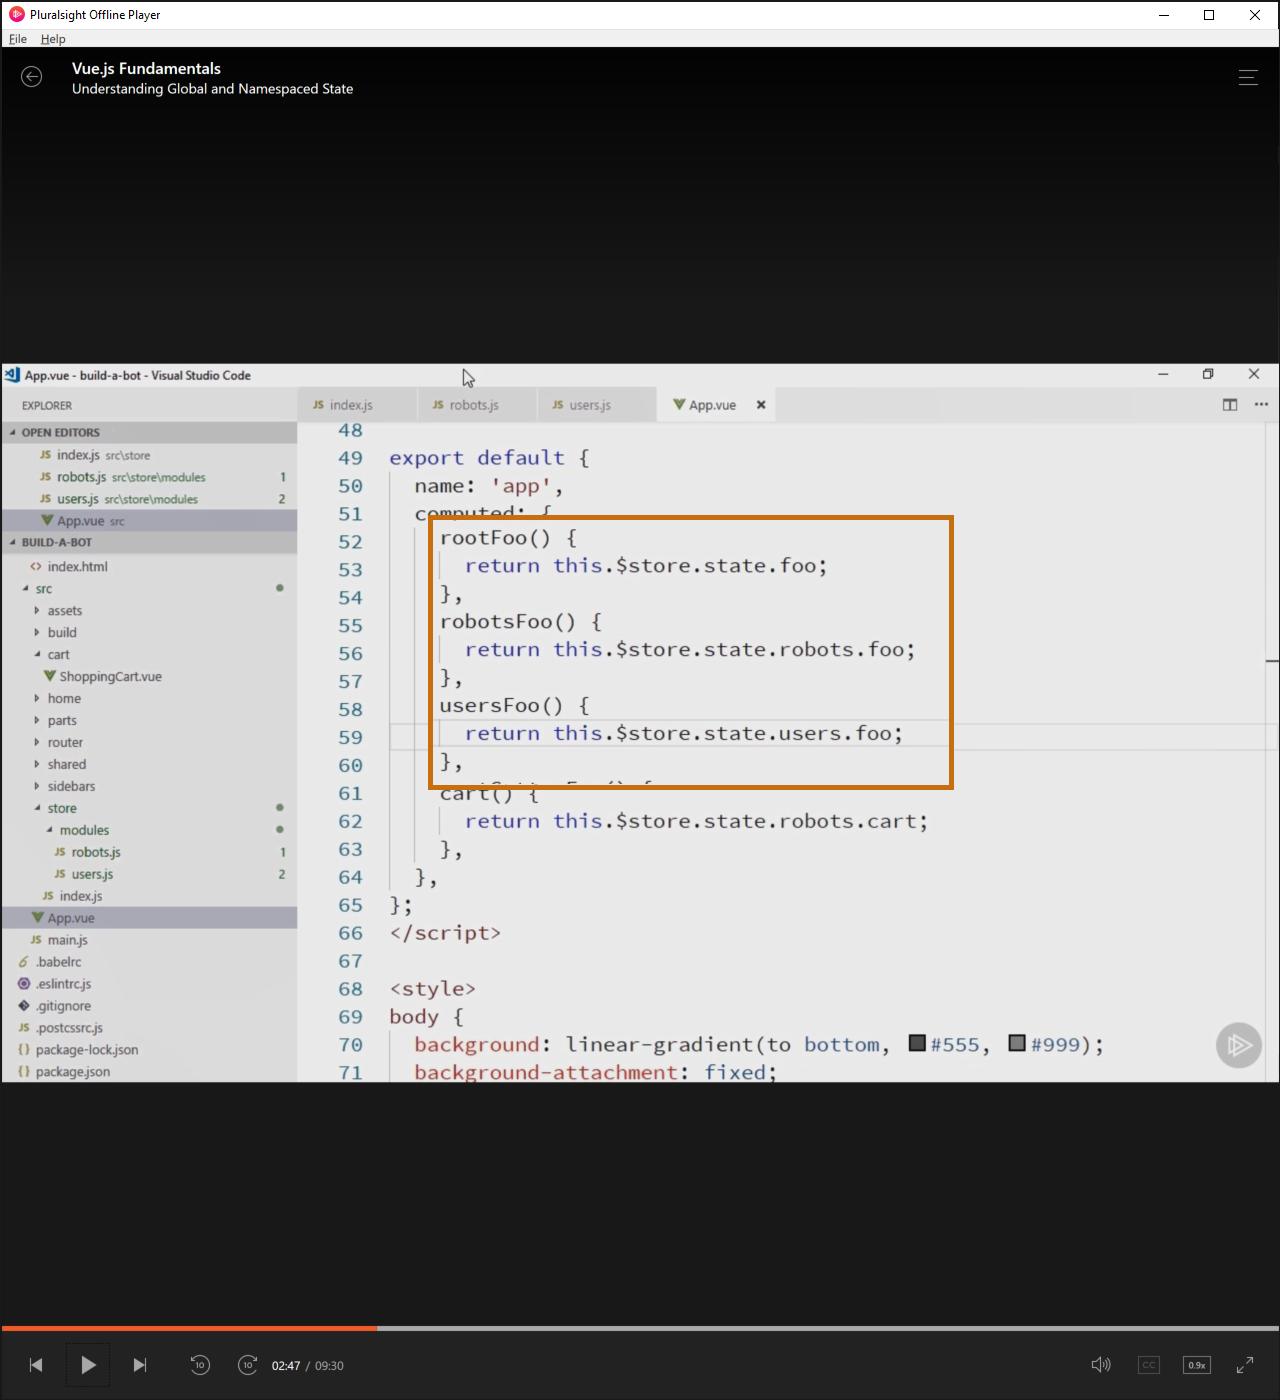 Pluralsight Offline Player
File Help
Vue.js Fundamentals
Understanding Global and Namespaced State
App.vue - build-a-bot - Visual Studio Code
EXPLORER
OPEN EDITORS
JS index.js src\store
JS robots.js src\store\modules 1
JS users.js src\store\modules 2
App.vue src
BUILD-A-BOT
<> index.html
src
assets
build
cart
ShoppingCart.vue
home
parts
router
shared
sidebars
store
modules
JS robots.js 1
JS users.js 2
JS index.js
App.vue
JS main.js
6 .babelrc
.eslintrc.js
.gitignore
JS .postcssrc.js
{} package-lock.json
{} package.json
JS index.js JS robots.js JS users.js App.vue
48
49 export default {
50 name: 'app',
51 computed: {
52 rootFoo() {
53 return this.$store.state.foo;
54 },
55 robotsFoo() {
56 return this.$store.state.robots.foo;
57 },
58 usersFoo() {
59 return this.$store.state.users.foo;
60 },
61 cart() {
62 return this.$store.state.robots.cart;
63 },
64 },
65 };
66 </script>
67
68 <style>
69 body {
70 background: linear-gradient(to bottom, #555, #999);
71 background-attachment: fixed;
10 10 02:47 / 09:30 CC 0.9x